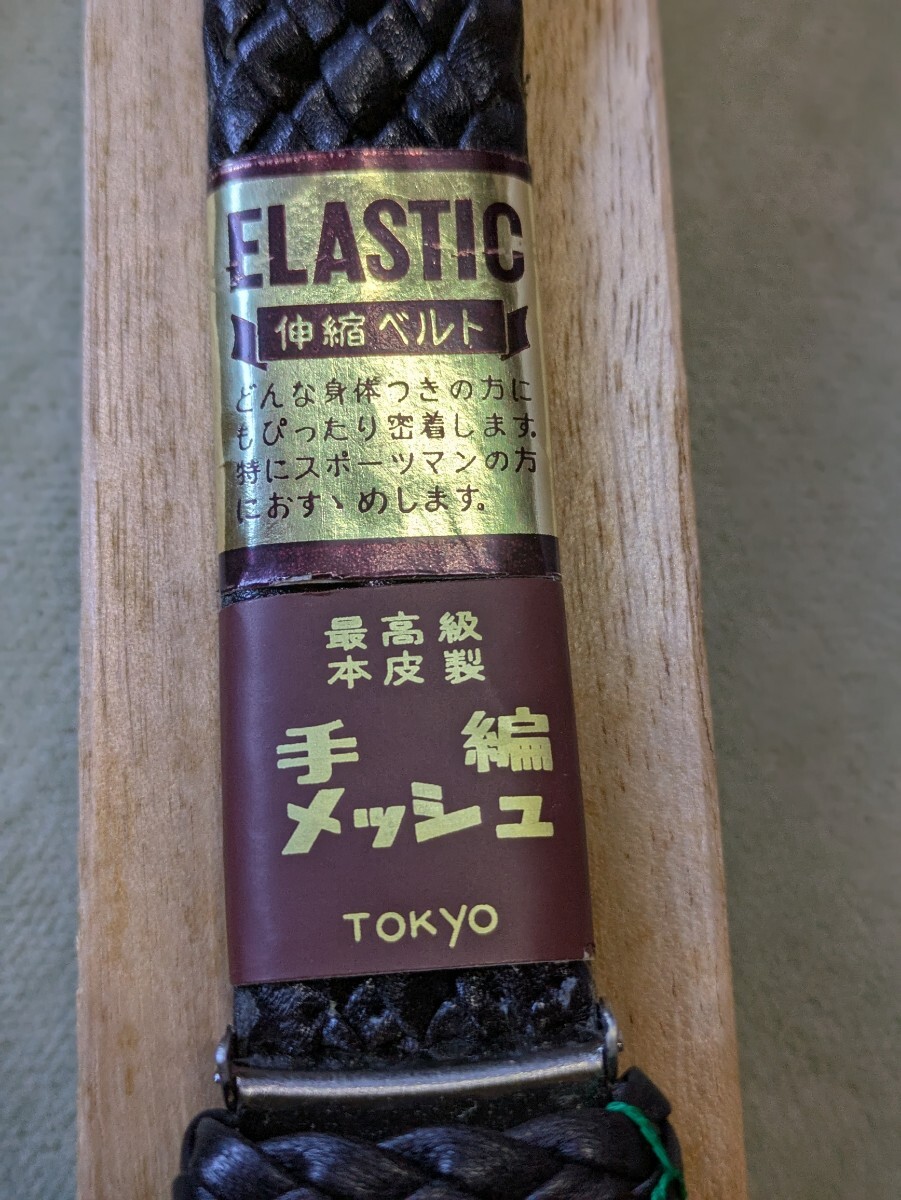 ELASTIC
伸縮ベルト
どんな身体つきの方に
もぴったり密着します。
特にスポーツマンの方
におすゝめします。
最高級
本皮製
手編
メッシュ
TOKYO